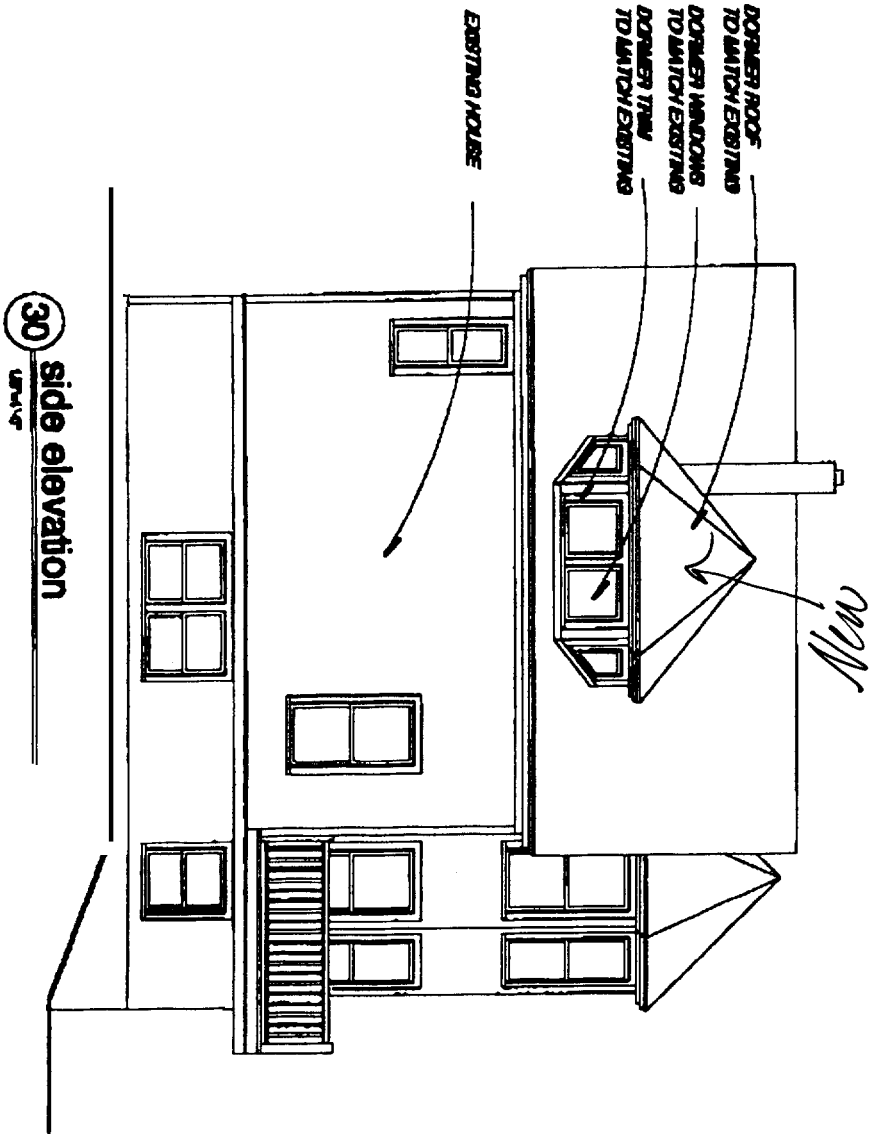 DORMER ROOF
TO MATCH EXISTING
DORMER WINDOWS
TO MATCH EXISTING
DORMER TRIM
TO MATCH EXISTING
EXISTING HOUSE
New
30 side elevation